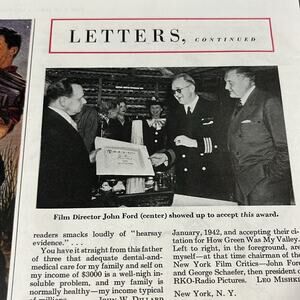 LETTERS, CONTINUED
Film Director John Ford (center) showed up to accept this award.
readers smacks loudly of "hearsay
evidence." . . .
You have it straight from this father
of three that adequate dental-and-
medical care for my family and self on
my income of $3000 is a well-nigh in-
soluble problem, and my family is
normally healthy—my income typical
of millions. JOHN W. DILLARD
January, 1942, and accepting their ci-
tation for How Green Was My Valley.
Left to right, in the foreground, are
myself—at that time chairman of the
New York Film Critics—John Ford
and George Schaefer, then president o
RKO-Radio Pictures. LEO MISHKI
New York, N. Y.